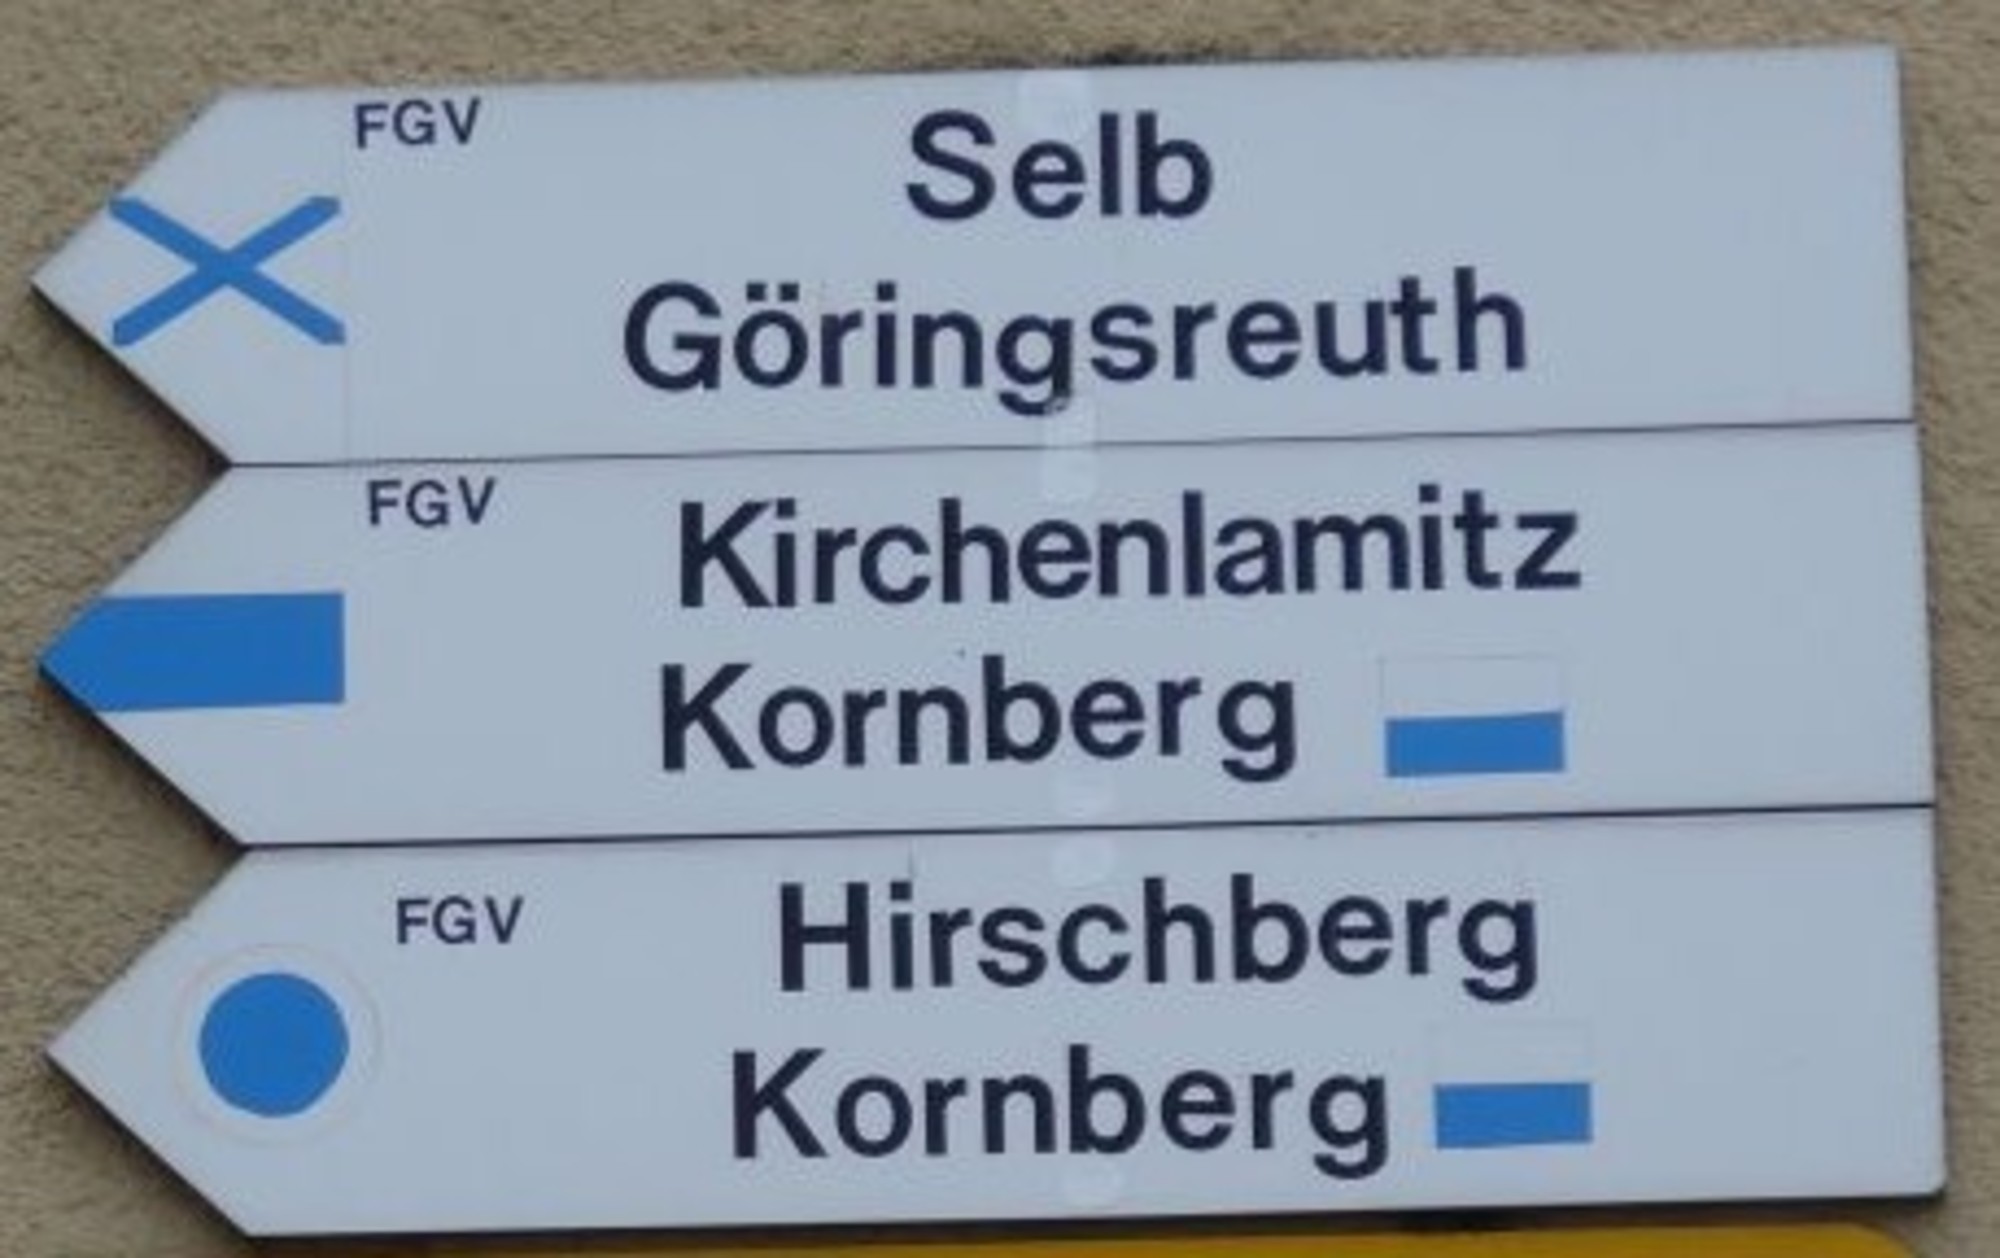 FGV
Selb
Göringsreuth
FGV
Kirchenlamitz
Kornberg
FGV
Hirschberg
Kornberg